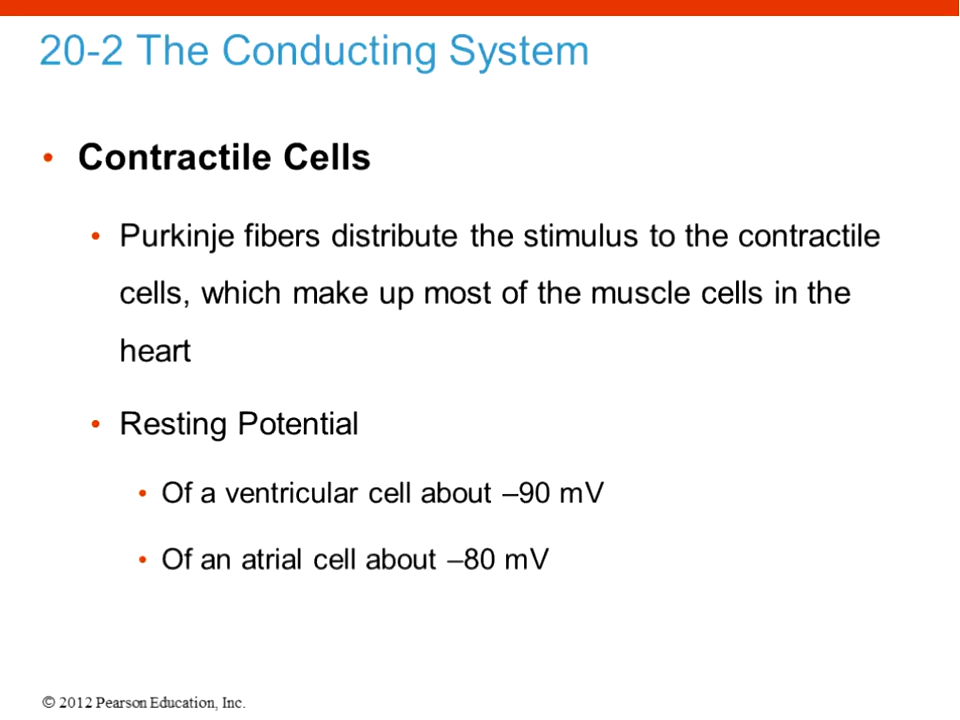 20-2 The Conducting System
• Contractile Cells
• Purkinje fibers distribute the stimulus to the contractile
cells, which make up most of the muscle cells in the
heart
• Resting Potential
• Of a ventricular cell about –90 mV
• Of an atrial cell about –80 mV
© 2012 Pearson Education, Inc.